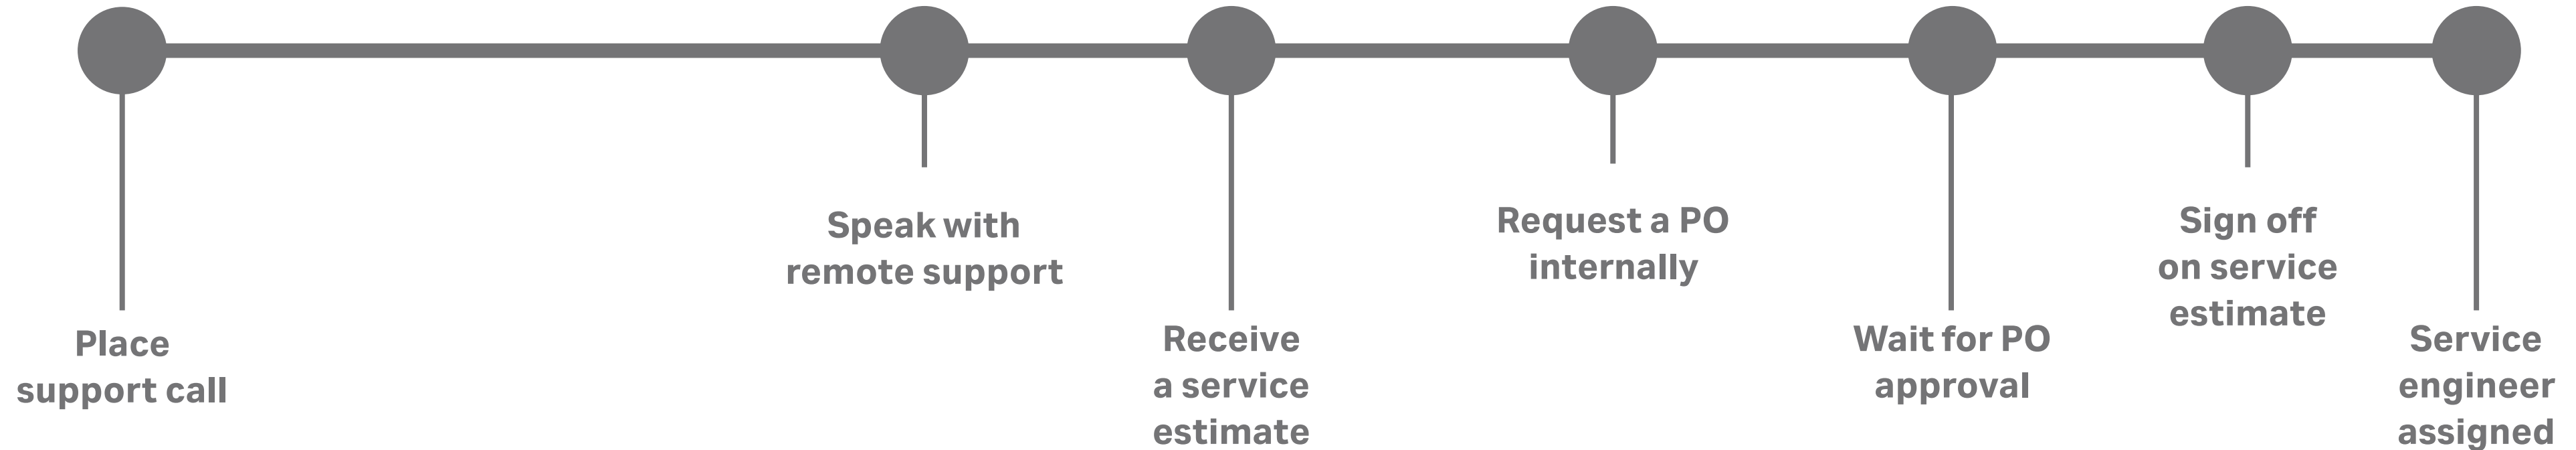 Place
support call
Speak with
remote support
Receive
a service
estimate
Request a PO
internally
Wait for PO
approval
Sign off
on service
estimate
Service
engineer
assigned